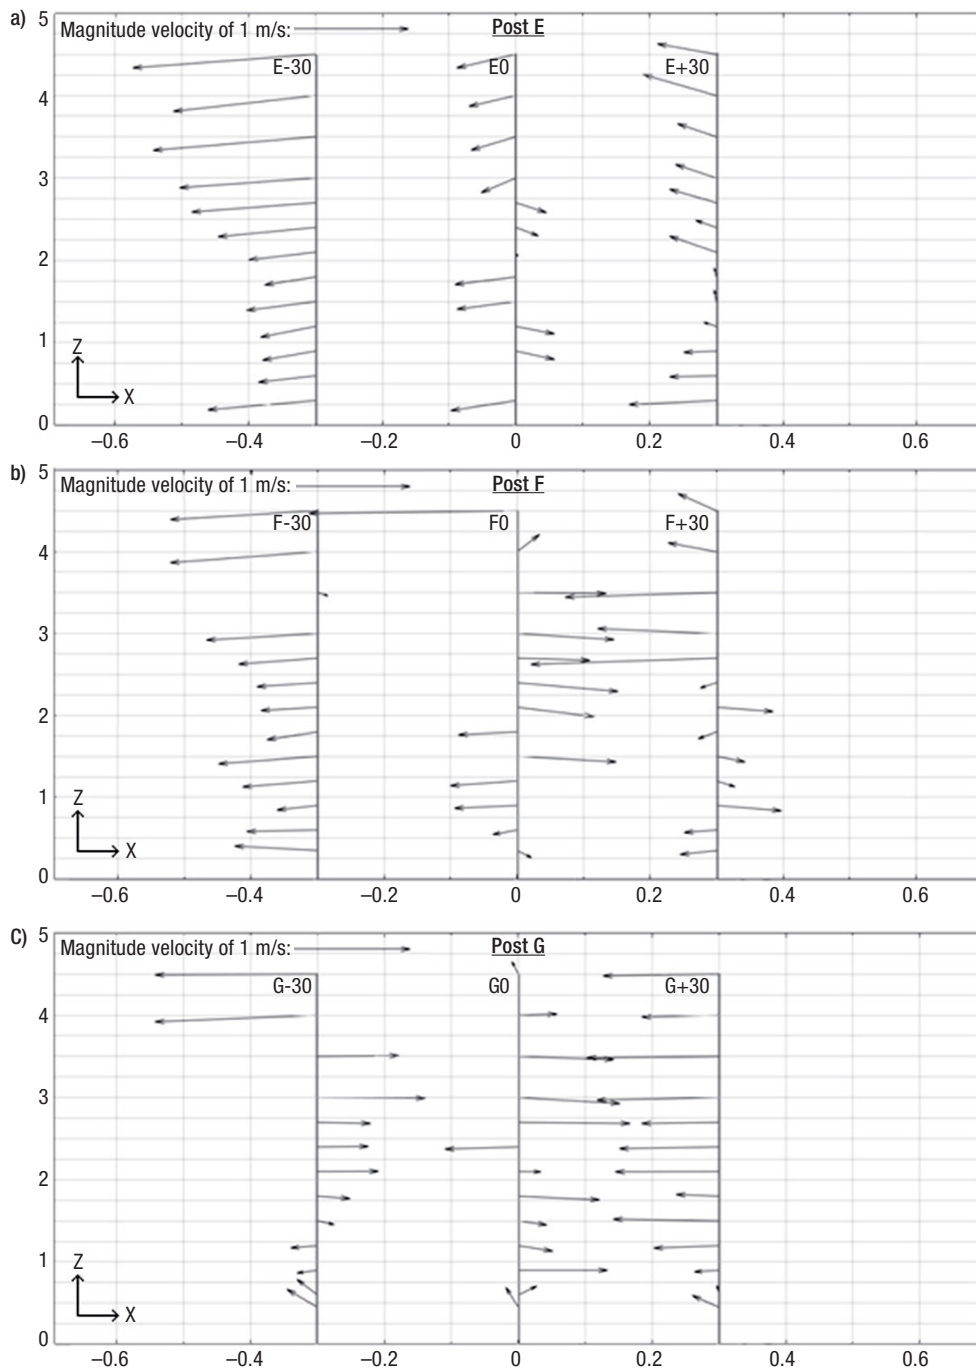 a)
5
Magnitude velocity of 1 m/s:
Post E
E-30
E0
E+30
4
3
2
1
Z
X
0
–0.6
–0.4
–0.2
0
0.2
0.4
0.6
b)
5
Magnitude velocity of 1 m/s:
Post F
F-30
F0
F+30
4
3
2
1
Z
X
0
–0.6
–0.4
–0.2
0
0.2
0.4
0.6
C)
5
Magnitude velocity of 1 m/s:
Post G
G-30
G0
G+30
4
3
2
1
Z
X
0
–0.6
–0.4
–0.2
0
0.2
0.4
0.6